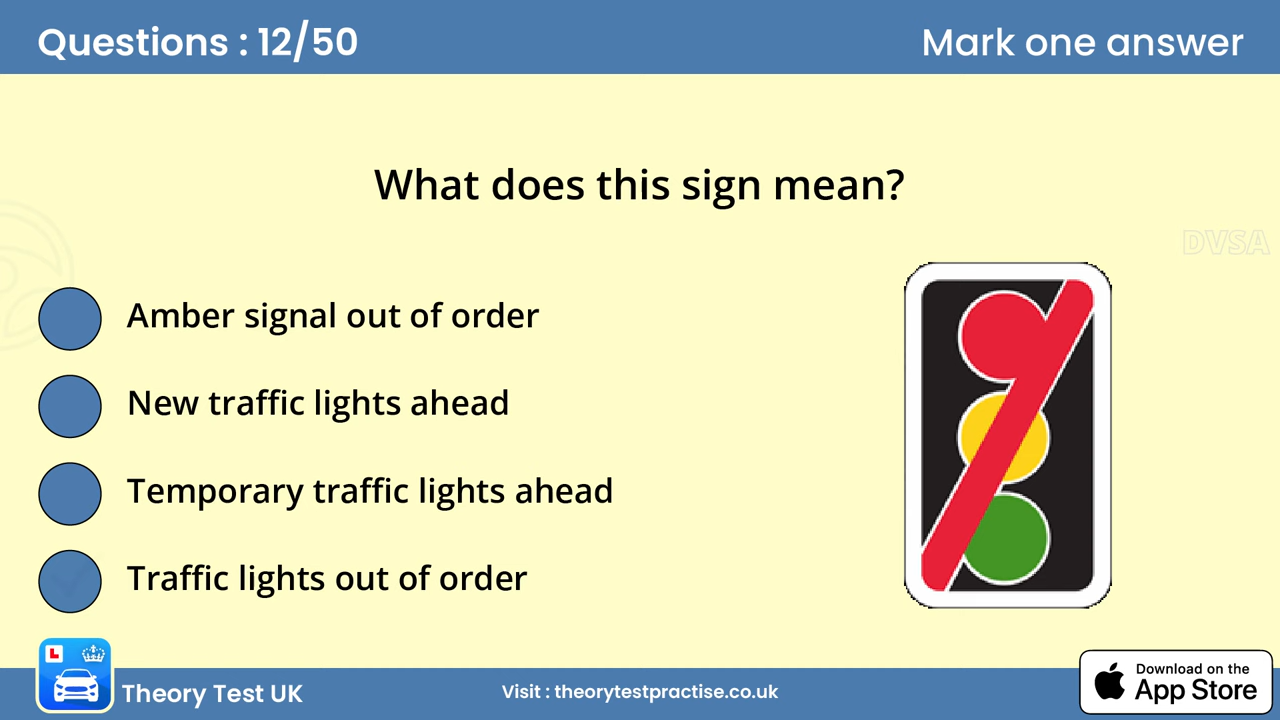 Questions : 12/50
Mark one answer
What does this sign mean?
DVSA
Amber signal out of order
New traffic lights ahead
Temporary traffic lights ahead
Traffic lights out of order
L
Theory Test UK
Visit : theorytestpractise.co.uk
Download on the
App Store